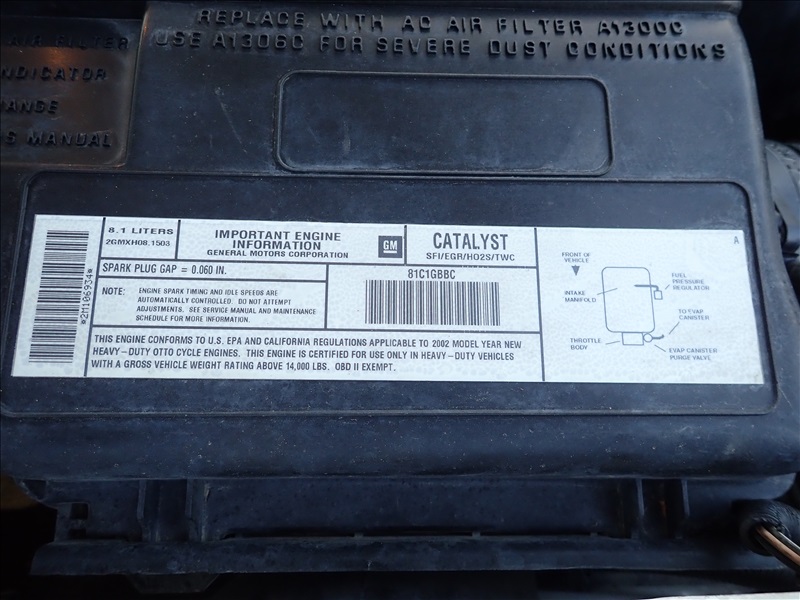 REPLACE WITH AC AIR FILTER A1300C
USE A1306C FOR SEVERE DUST CONDITIONS
AIR FILTER
INDICATOR
MANUAL
*2M106934*
8.1 LITERS
2GMXH08.1503
IMPORTANT ENGINE
INFORMATION
GENERAL MOTORS CORPORATION
GM
CATALYST
SFI/EGR/HO2S/TWC
SPARK PLUG GAP = 0.060 IN.
NOTE: ENGINE SPARK TIMING AND IDLE SPEEDS ARE
AUTOMATICALLY CONTROLLED. DO NOT ATTEMPT
ADJUSTMENTS. SEE SERVICE MANUAL AND MAINTENANCE
SCHEDULE FOR MORE INFORMATION.
81C1GBBC
THIS ENGINE CONFORMS TO U.S. EPA AND CALIFORNIA REGULATIONS APPLICABLE TO 2002 MODEL YEAR NEW
HEAVY-DUTY OTTO CYCLE ENGINES. THIS ENGINE IS CERTIFIED FOR USE ONLY IN HEAVY-DUTY VEHICLES
WITH A GROSS VEHICLE WEIGHT RATING ABOVE 14,000 LBS. OBD II EXEMPT.
A
FRONT OF
VEHICLE
INTAKE
MANIFOLD
FUEL
PRESSURE
REGULATOR
TO EVAP
CANISTER
THROTTLE
BODY
EVAP CANISTER
PURGE VALVE